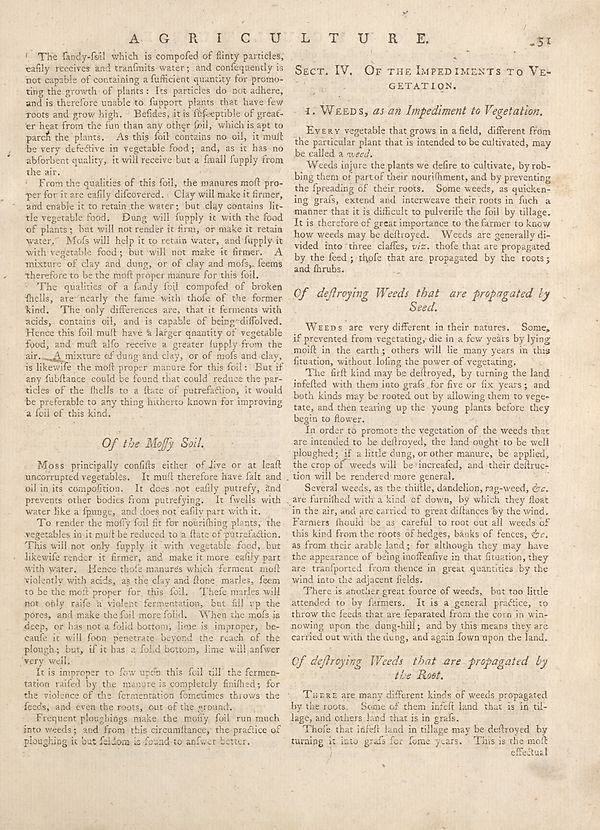 AGRICULTURE. 51
The ſandy-ſoil which is compoſed of flinty particles,
eaſily receives and tranſmits water; and conſequently is
not capable of containing a ſufficient quantity for promo-
ting the growth of plants: Its particles do not adhere,
and is therefore unable to ſupport plants that have few
roots and grow high. Beſides, it is ſuſceptible of great-
er heat from the ſun than any other ſoil, which is apt to
parch the plants. As this ſoil contains no oil, it muſt
be very defective in vegetable food; and, as it has no
abſorbent quality, it will receive but a ſmall ſupply from
the air.
From the qualities of this ſoil, the manures moſt pro-
per for it are eaſily diſcovered. Clay will make it firmer,
and enable it to retain the water; but clay contains lit-
tle vegetable food. Dung will ſupply it with the food
of plants; but will not render it firm, or make it retain
water. Moſs will help it to retain water, and ſupply it
with vegetable food; but will not make it firmer. A
mixture of clay and dung, or of clay and moſs, ſeems
therefore to be the moſt proper manure for this ſoil.
The qualities of a ſandy ſoil compoſed of broken
ſhells, are nearly the ſame with thoſe of the former
kind. The only differences are, that it ferments with
acids, contains oil, and is capable of being diſſolved.
Hence this ſoil muſt have a larger quantity of vegetable
food, and muſt alſo receive a greater ſupply from the
air. A mixture of dung and clay, or of moſs and clay,
is likewiſe the moſt proper manure for this ſoil: But if
any ſubſtance could be found that could reduce the par-
ticles of the ſhells to a ſtate of putrefaction, it would
be preferable to any thing hitherto known for improving
a ſoil of this kind.
Of the Moſſy Soil.
Moss principally conſiſts either of live or at leaſt
uncorrupted vegetables. It muſt therefore have ſalt and
oil in its compoſition. It does not eaſily putrefy, and
prevents other bodies from putrefying. It ſwells with
water like a ſpunge, and does not eaſily part with it.
To render the moſſy ſoil fit for nouriſhing plants, the
vegetables in it muſt be reduced to a ſtate of putrefaction.
This will not only ſupply it with vegetable food, but
likewiſe render it firmer, and make it more eaſily part
with water. Hence thoſe manures which ferment moſt
violently with acids, as the clay and ſtone marles, ſeem
to be the moſt proper for this ſoil. Theſe marles will
not only raiſe a violent fermentation, but fill up the
pores, and make the ſoil more ſolid. When the moſs is
deep, or has not a ſolid bottom, lime is improper, be-
cauſe it will ſoon penetrate beyond the reach of the
plough; but, if it has a ſolid bottom, lime will anſwer
very well.
It is improper to ſow upon this ſoil till the fermen-
tation raiſed by the manure is completely finiſhed; for
the violence of the fermentation ſometimes throws the
ſeeds, and even the roots, out of the ground.
Frequent ploughings make the moſſy ſoil run much
into weeds; and from this circumſtance, the practice of
ploughing it but ſeldom is found to anſwer better.
Sect. IV. Of the Impediments to Ve-
getation.
1. Weeds, as an Impediment to Vegetation.
Every vegetable that grows in a field, different from
the particular plant that is intended to be cultivated, may
be called a weed.
Weeds injure the plants we deſire to cultivate, by rob-
bing them of part of their nouriſhment, and by preventing
the ſpreading of their roots. Some weeds, as quicken-
ing graſs, extend and interweave their roots in ſuch a
manner that it is difficult to pulveriſe the ſoil by tillage.
It is therefore of great importance to the farmer to know
how weeds may be deſtroyed. Weeds are generally di-
vided into three claſſes, viz. thoſe that are propagated
by the ſeed; thoſe that are propagated by the roots;
and ſhrubs.
Of deſtroying Weeds that are propagated by
Seed.
Weeds are very different in their natures. Some,
if prevented from vegetating, die in a few years by lying
moiſt in the earth; others will lie many years in this
ſituation, without loſing the power of vegetating.
The firſt kind may be deſtroyed, by turning the land
infeſted with them into graſs for five or ſix years; and
both kinds may be rooted out by allowing them to vege-
tate, and then tearing up the young plants before they
begin to flower.
In order to promote the vegetation of the weeds that
are intended to be deſtroyed, the land ought to be well
ploughed; if a little dung, or other manure, be applied,
the crop of weeds will be increaſed, and their deſtruc-
tion will be rendered more general.
Several weeds, as the thiſtle, dandelion, rag-weed, &c.
are furniſhed with a kind of down, by which they float
in the air, and are carried to great diſtances by the wind.
Farmers ſhould be as careful to root out all weeds of
this kind from the roots of hedges, banks of fences, &c.
as from their arable land; for although they may have
the appearance of being inoffenſive in that ſituation, they
are tranſported from thence in great quantities by the
wind into the adjacent fields.
There is another great ſource of weeds, but too little
attended to by farmers. It is a general practice, to
throw the ſeeds that are ſeparated from the corn in win-
nowing upon the dung-hill; and by this means they are
carried out with the dung, and again ſown upon the land.
Of deſtroying Weeds that are propagated by
the Root.
There are many different kinds of weeds propagated
by the roots. Some of them infeſt land that is in til-
lage, and others land that is in graſs.
Thoſe that infeſt land in tillage may be deſtroyed by
turning it into graſs for ſome years. This is the moſt
effectual